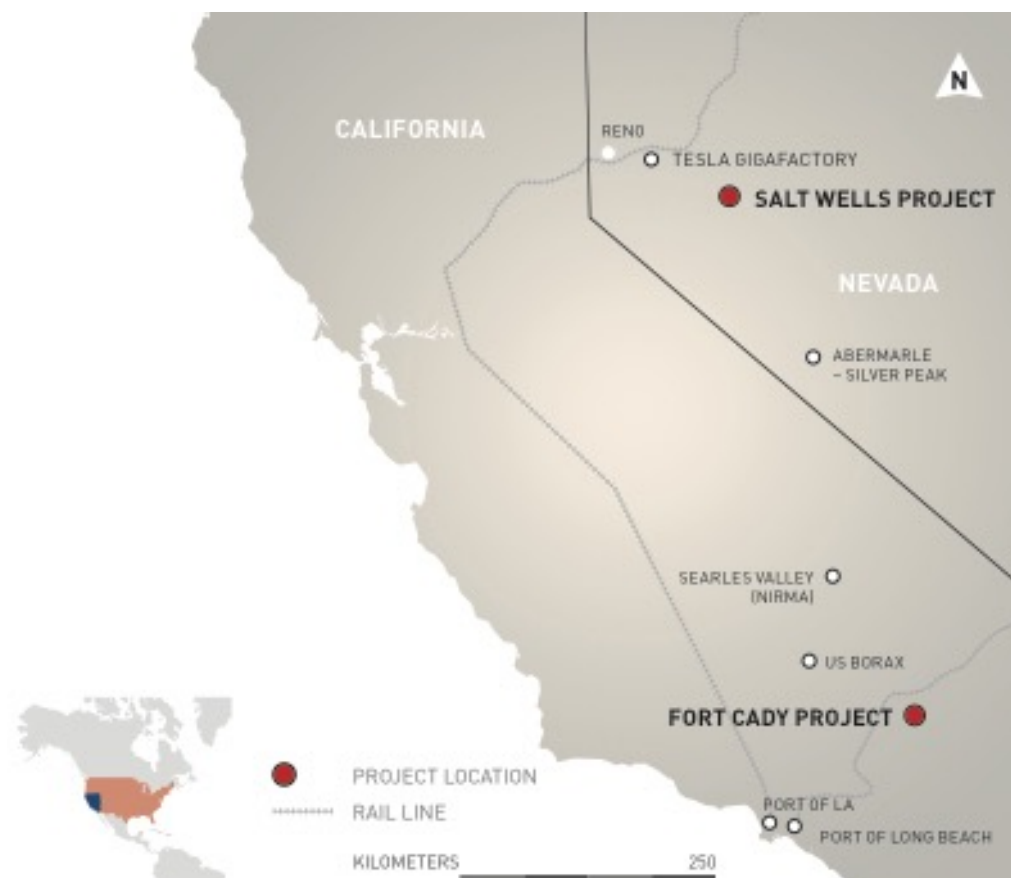 N
CALIFORNIA
RENO
TESLA GIGAFACTORY
SALT WELLS PROJECT
NEVADA
ABERMARLE
– SILVER PEAK
SEARLES VALLEY
(NIRMA)
US BORAX
FORT CADY PROJECT
PROJECT LOCATION
RAIL LINE
PORT OF LA
PORT OF LONG BEACH
KILOMETERS 250